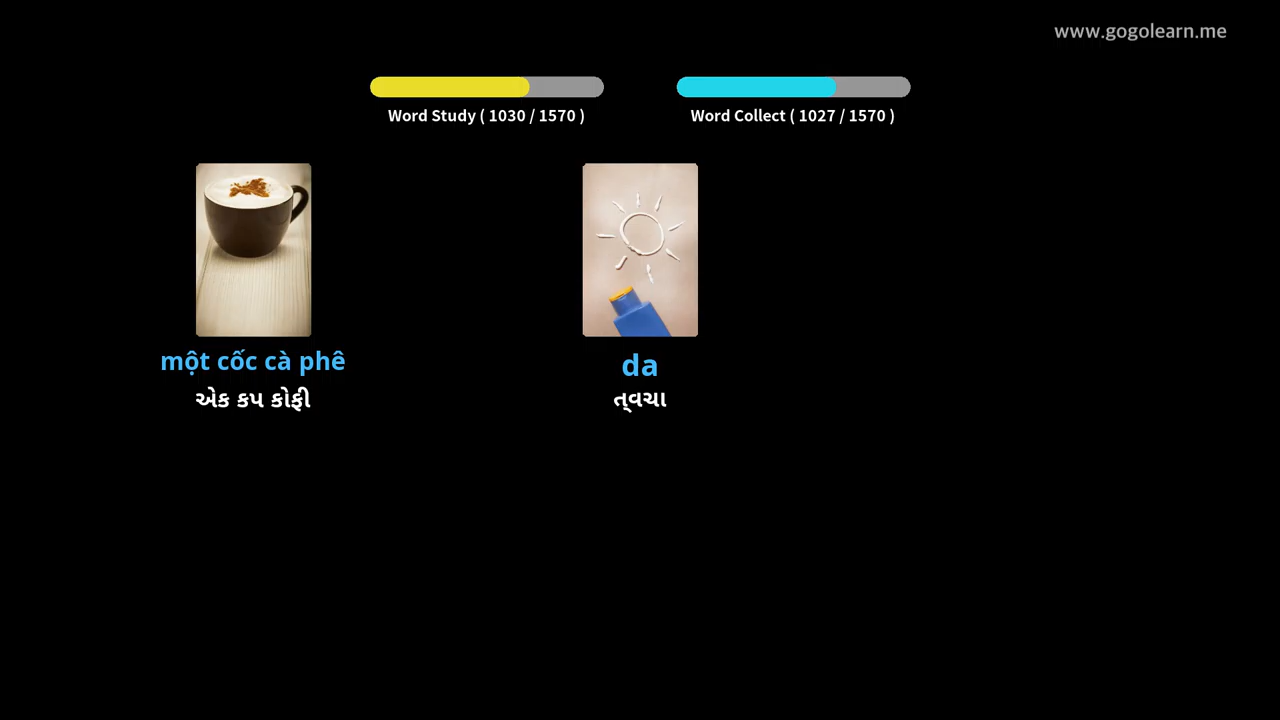 www.gogolearn.me
Word Study ( 1030 / 1570 )
Word Collect ( 1027 / 1570 )
một cốc cà phê
એક કપ કોફી
da
ત્વચા